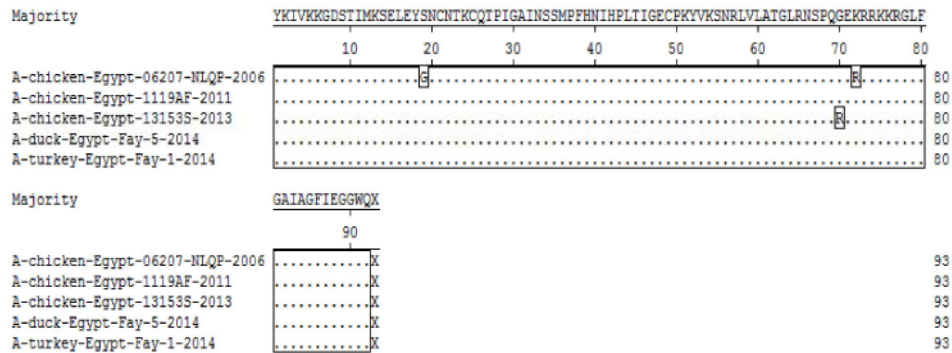 Majority YKIVKKGDSTIMKSELEYSNCNTKCQTPIGAINSSMPFHNIHPLTIGECPKYVKSNRLVLATGLRNSPQGEKRRKKRGLF
10 20 30 40 50 60 70 80
A-chicken-Egypt-06207-NLQP-2006 ..................G....................................................R........ 80
A-chicken-Egypt-1119AF-2011 ................................................................................ 80
A-chicken-Egypt-13153S-2013 .....................................................................R.......... 80
A-duck-Egypt-Fay-5-2014 ................................................................................ 80
A-turkey-Egypt-Fay-1-2014 ................................................................................ 80
Majority GAIAGFIEGGWQX
90
A-chicken-Egypt-06207-NLQP-2006 ............X 93
A-chicken-Egypt-1119AF-2011 ............X 93
A-chicken-Egypt-13153S-2013 ............X 93
A-duck-Egypt-Fay-5-2014 ............X 93
A-turkey-Egypt-Fay-1-2014 ............X 93